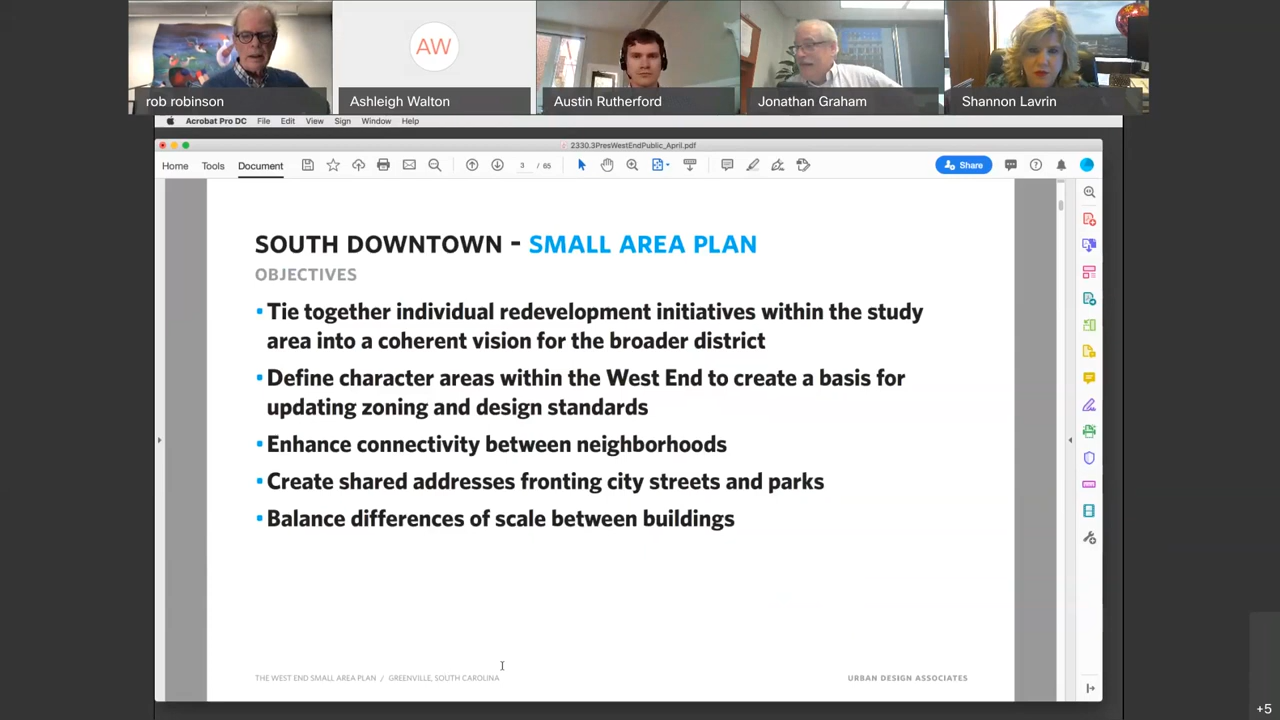 AW
rob robinson
Ashleigh Walton
Austin Rutherford
Jonathan Graham
Shannon Lavrin
Acrobat Pro DC File Edit View Sign Window Help
2330.3PresWestEndPublic_April.pdf
Home Tools Document 3 / 65 Share
SOUTH DOWNTOWN - SMALL AREA PLAN
OBJECTIVES
• Tie together individual redevelopment initiatives within the study
area into a coherent vision for the broader district
• Define character areas within the West End to create a basis for
updating zoning and design standards
• Enhance connectivity between neighborhoods
• Create shared addresses fronting city streets and parks
• Balance differences of scale between buildings
THE WEST END SMALL AREA PLAN / GREENVILLE, SOUTH CAROLINA
URBAN DESIGN ASSOCIATES
+5